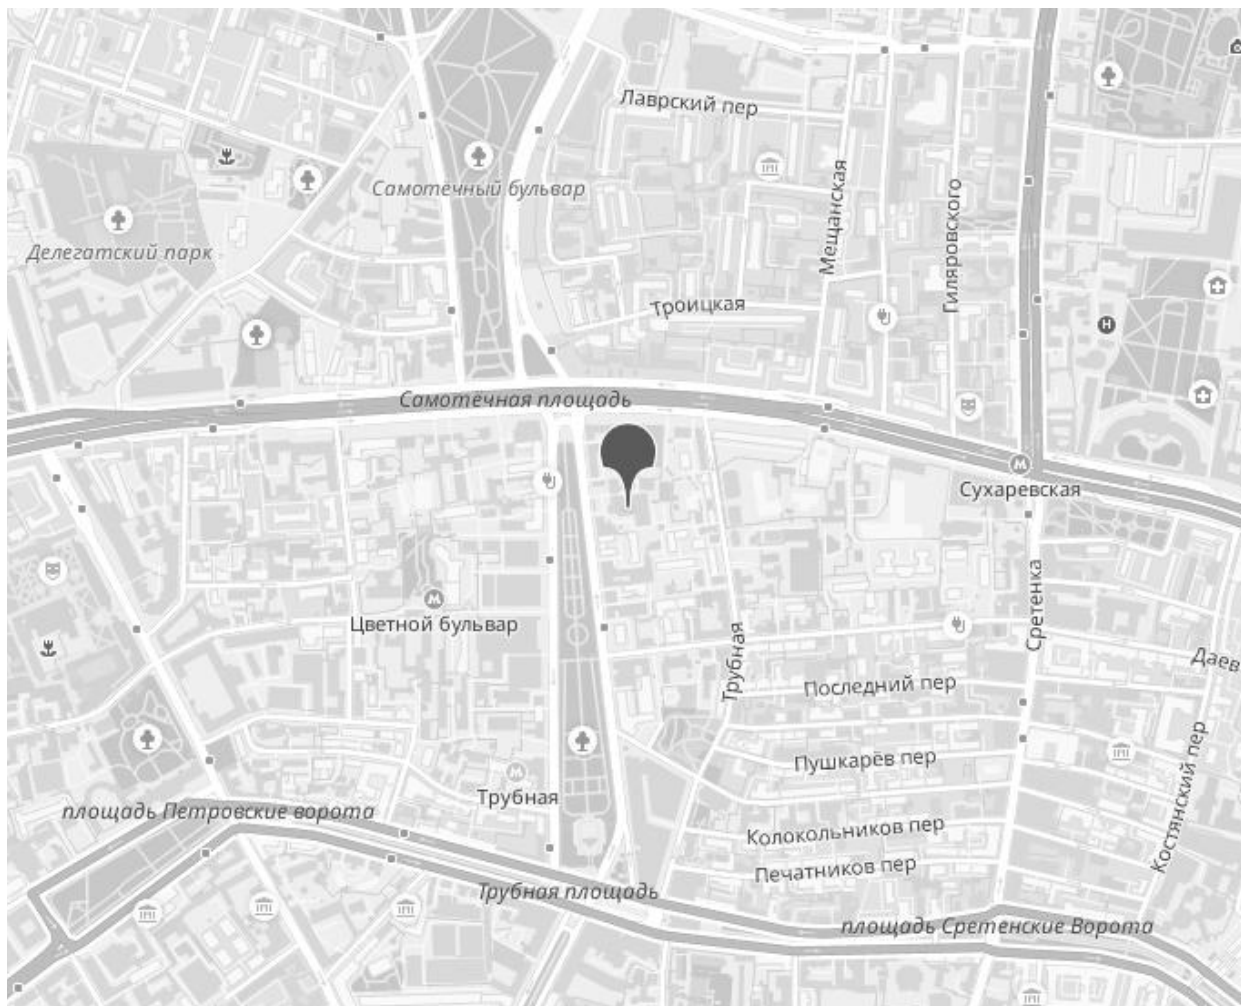 Лаврский пер
Самотечный бульвар
Мещанская
Гиляровского
Делегатский парк
Троицкая
Самотёчная площадь
Сухаревская
Цветной бульвар
Сретенка
Трубная
Даев
Последний пер
Пушкарёв пер
Трубная
площадь Петровские ворота
Костянский пер
Колокольников пер
Печатников пер
Трубная площадь
площадь Сретенские Ворота